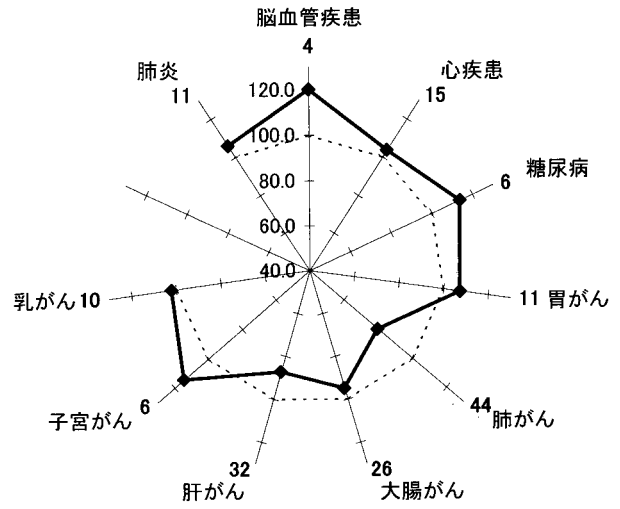 脳血管疾患
4
心疾患
15
糖尿病
6
11 胃がん
44 肺がん
26
大腸がん
32
肝がん
6
子宮がん
乳がん 10
肺炎
11
120.0
100.0
80.0
60.0
40.0